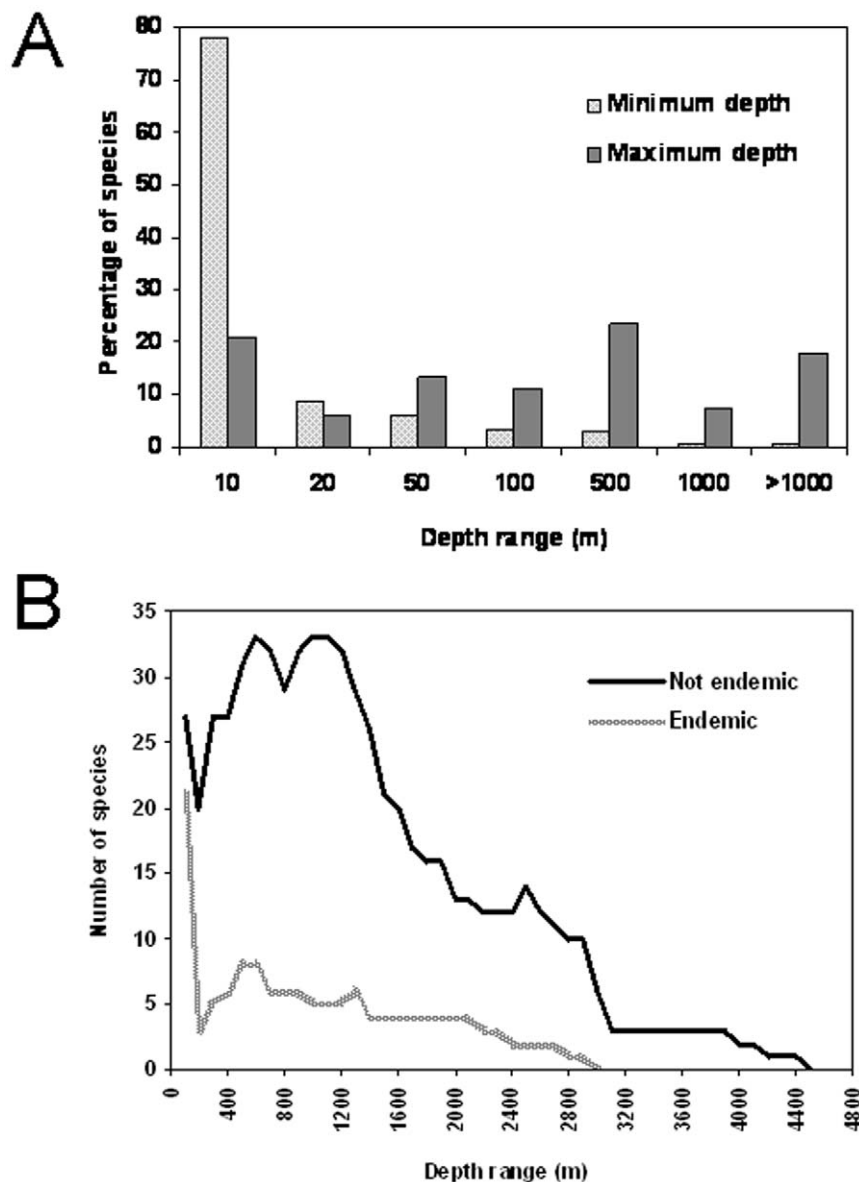 A
80
70
60
50
40
30
20
10
0
Percentage of species
Minimum depth
Maximum depth
10 20 50 100 500 1000 >1000
Depth range (m)
B
35
30
25
20
15
10
5
0
Number of species
Not endemic
Endemic
0 400 800 1200 1600 2000 2400 2800 3200 3600 4000 4400 4800
Depth range (m)